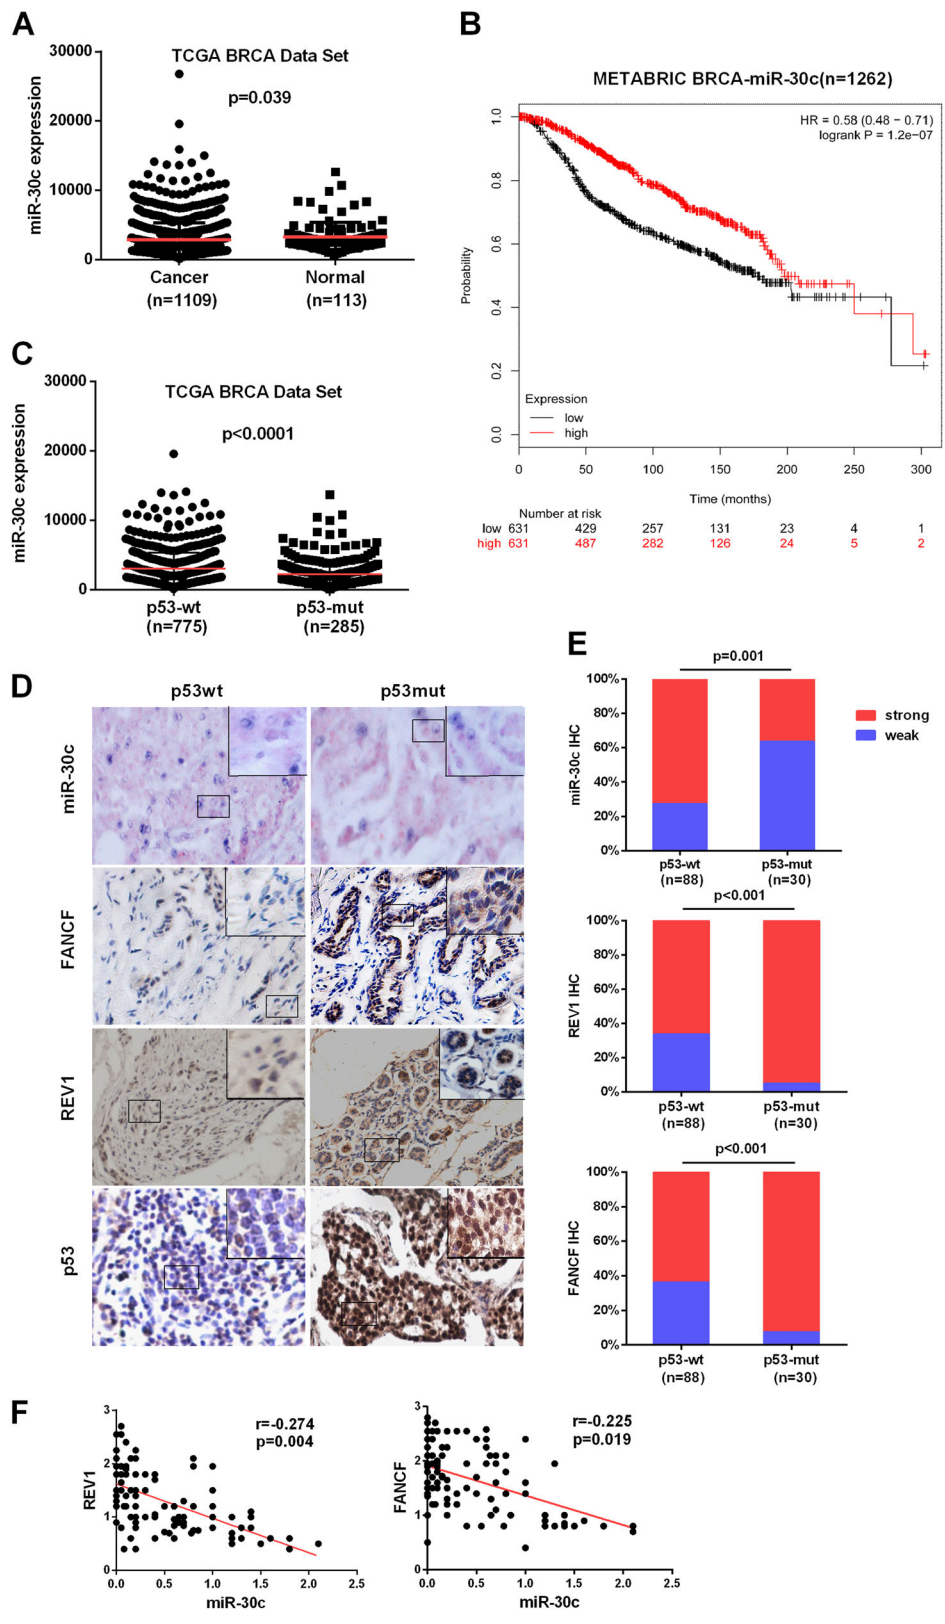 A
TCGA BRCA Data Set
p=0.039
miR-30c expression
30000
20000
10000
0
Cancer
(n=1109)
Normal
(n=113)
B
METABRIC BRCA-miR-30c(n=1262)
HR = 0.58 (0.48 − 0.71)
logrank P = 1.2e−07
Probability
1.0
0.8
0.6
0.4
0.2
0.0
Expression
low
high
0 50 100 150 200 250 300
Time (months)
Number at risk
low 631 429 257 131 23 4 1
high 631 487 282 126 24 5 2
C
TCGA BRCA Data Set
p<0.0001
miR-30c expression
30000
20000
10000
0
p53-wt
(n=775)
p53-mut
(n=285)
D
p53wt p53mut
miR-30c
FANCF
REV1
p53
E
p=0.001
miR-30c IHC
100%
80%
60%
40%
20%
0%
p53-wt
(n=88)
p53-mut
(n=30)
strong
weak
p<0.001
REV1 IHC
100%
80%
60%
40%
20%
0%
p53-wt
(n=88)
p53-mut
(n=30)
p<0.001
FANCF IHC
100%
80%
60%
40%
20%
0%
p53-wt
(n=88)
p53-mut
(n=30)
F
r=-0.274
p=0.004
REV1
3
2
1
0
0.0 0.5 1.0 1.5 2.0 2.5
miR-30c
r=-0.225
p=0.019
FANCF
3
2
1
0
0.0 0.5 1.0 1.5 2.0 2.5
miR-30c